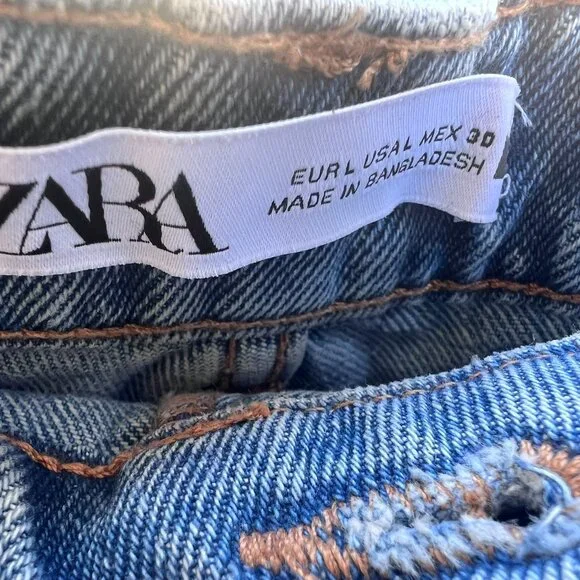 ZARA
EUR L USA L MEX 30
MADE IN BANGLADESH